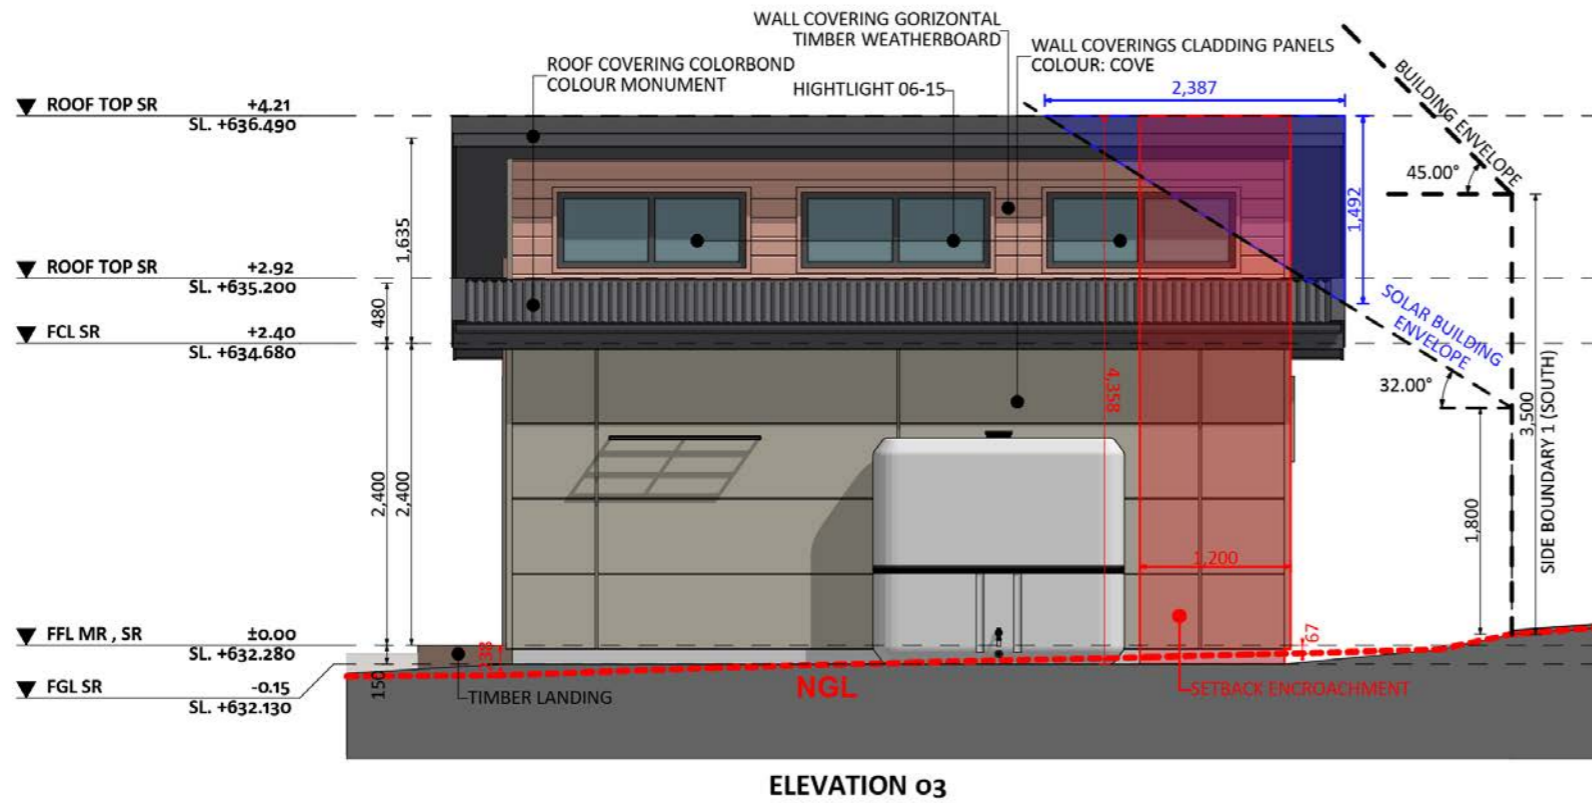 WALL COVERING GORIZONTAL
TIMBER WEATHERBOARD
WALL COVERINGS CLADDING PANELS
COLOUR: COVE
ROOF COVERING COLORBOND
COLOUR MONUMENT
HIGHTLIGHT 06-15
2,387
BUILDING ENVELOPE
ROOF TOP SR +4.21
SL. +636.490
45.00°
1,492
1,635
ROOF TOP SR +2.92
SL. +635.200
480
SOLAR BUILDING
ENVELOPE
FCL SR +2.40
SL. +634.680
32.00°
4,358
3,500
SIDE BOUNDARY 1 (SOUTH)
2,400
2,400
1,800
1,200
FFL MR , SR ±0.00
SL. +632.280
238
67
150
FGL SR -0.15
SL. +632.130
TIMBER LANDING
NGL
SETBACK ENCROACHMENT
ELEVATION 03